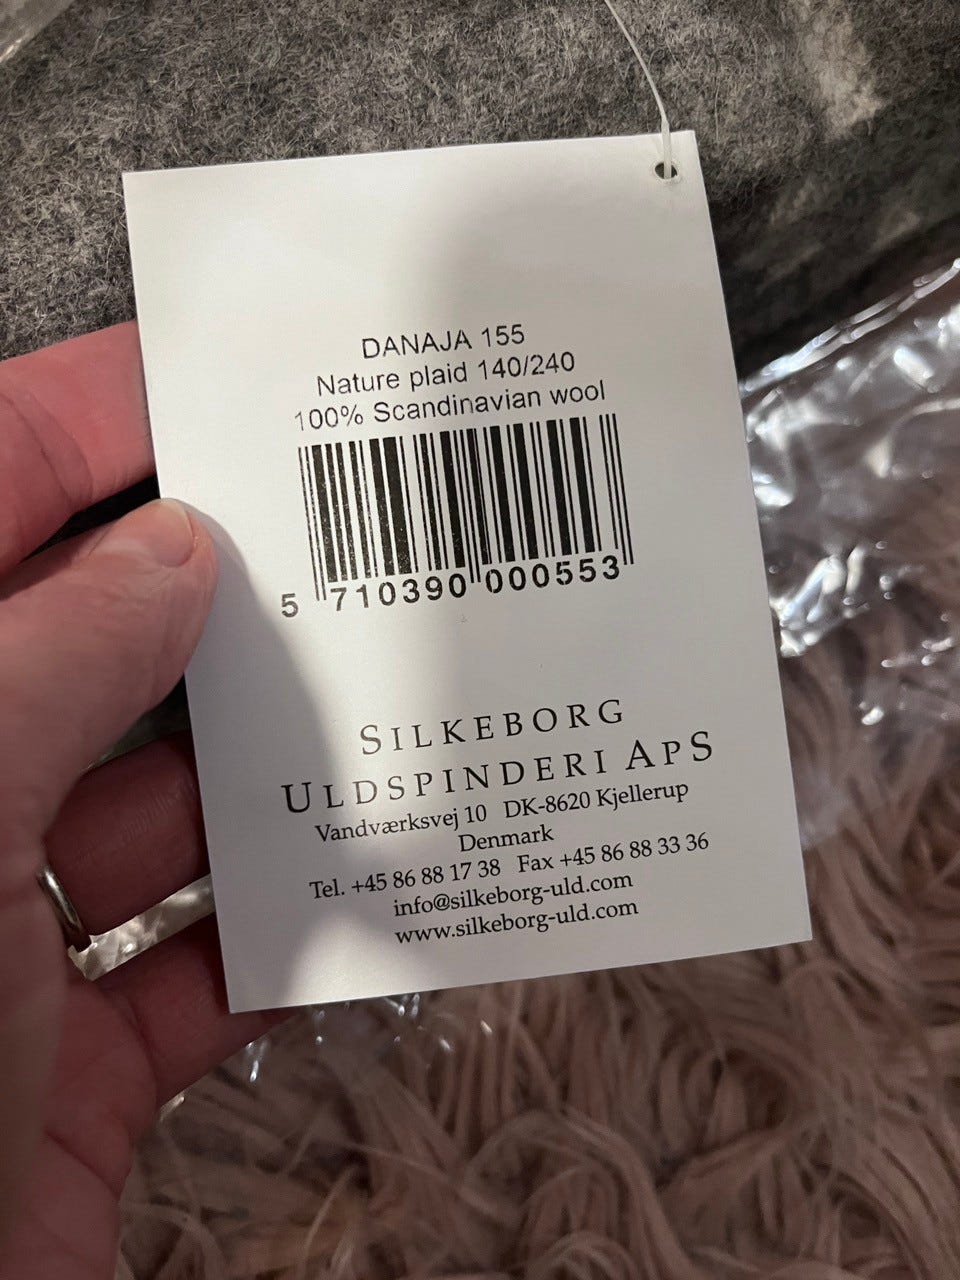 DANAJA 155
Nature plaid 140/240
100% Scandinavian wool
5 710390 000553
SILKEBORG
ULDSPINDERI APS
Vandværksvej 10 DK-8620 Kjellerup
Denmark
Tel. +45 86 88 17 38 Fax +45 86 88 33 36
info@silkeborg-uld.com
www.silkeborg-uld.com